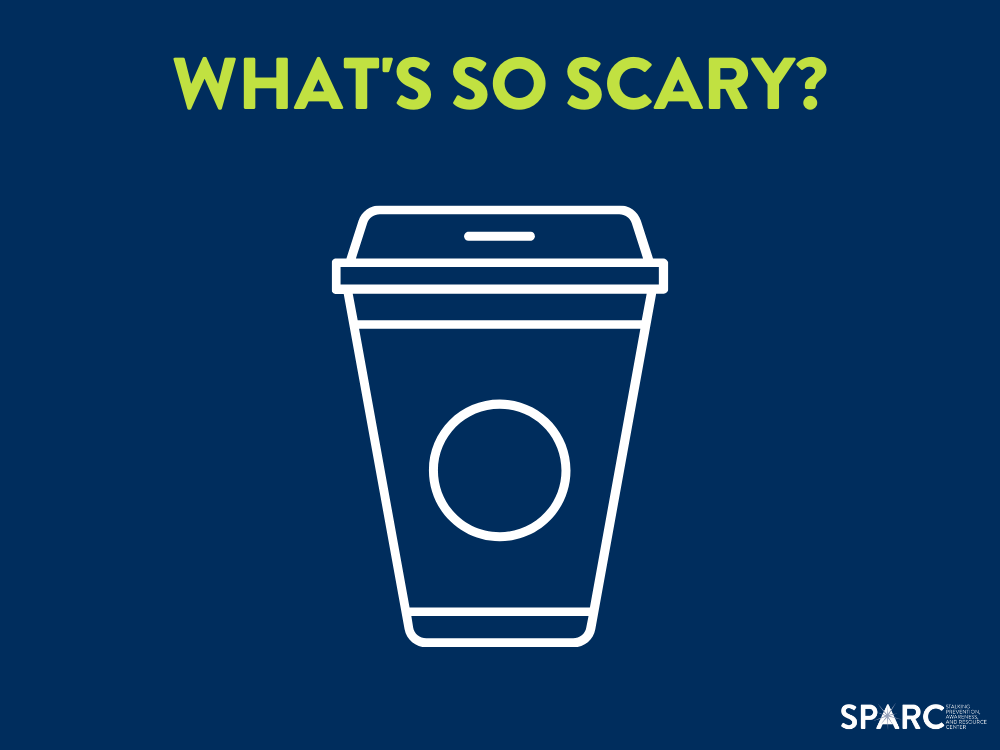 WHAT'S SO SCARY?
SPARC
STALKING
PREVENTION,
AWARENESS,
AND RESOURCE
CENTER